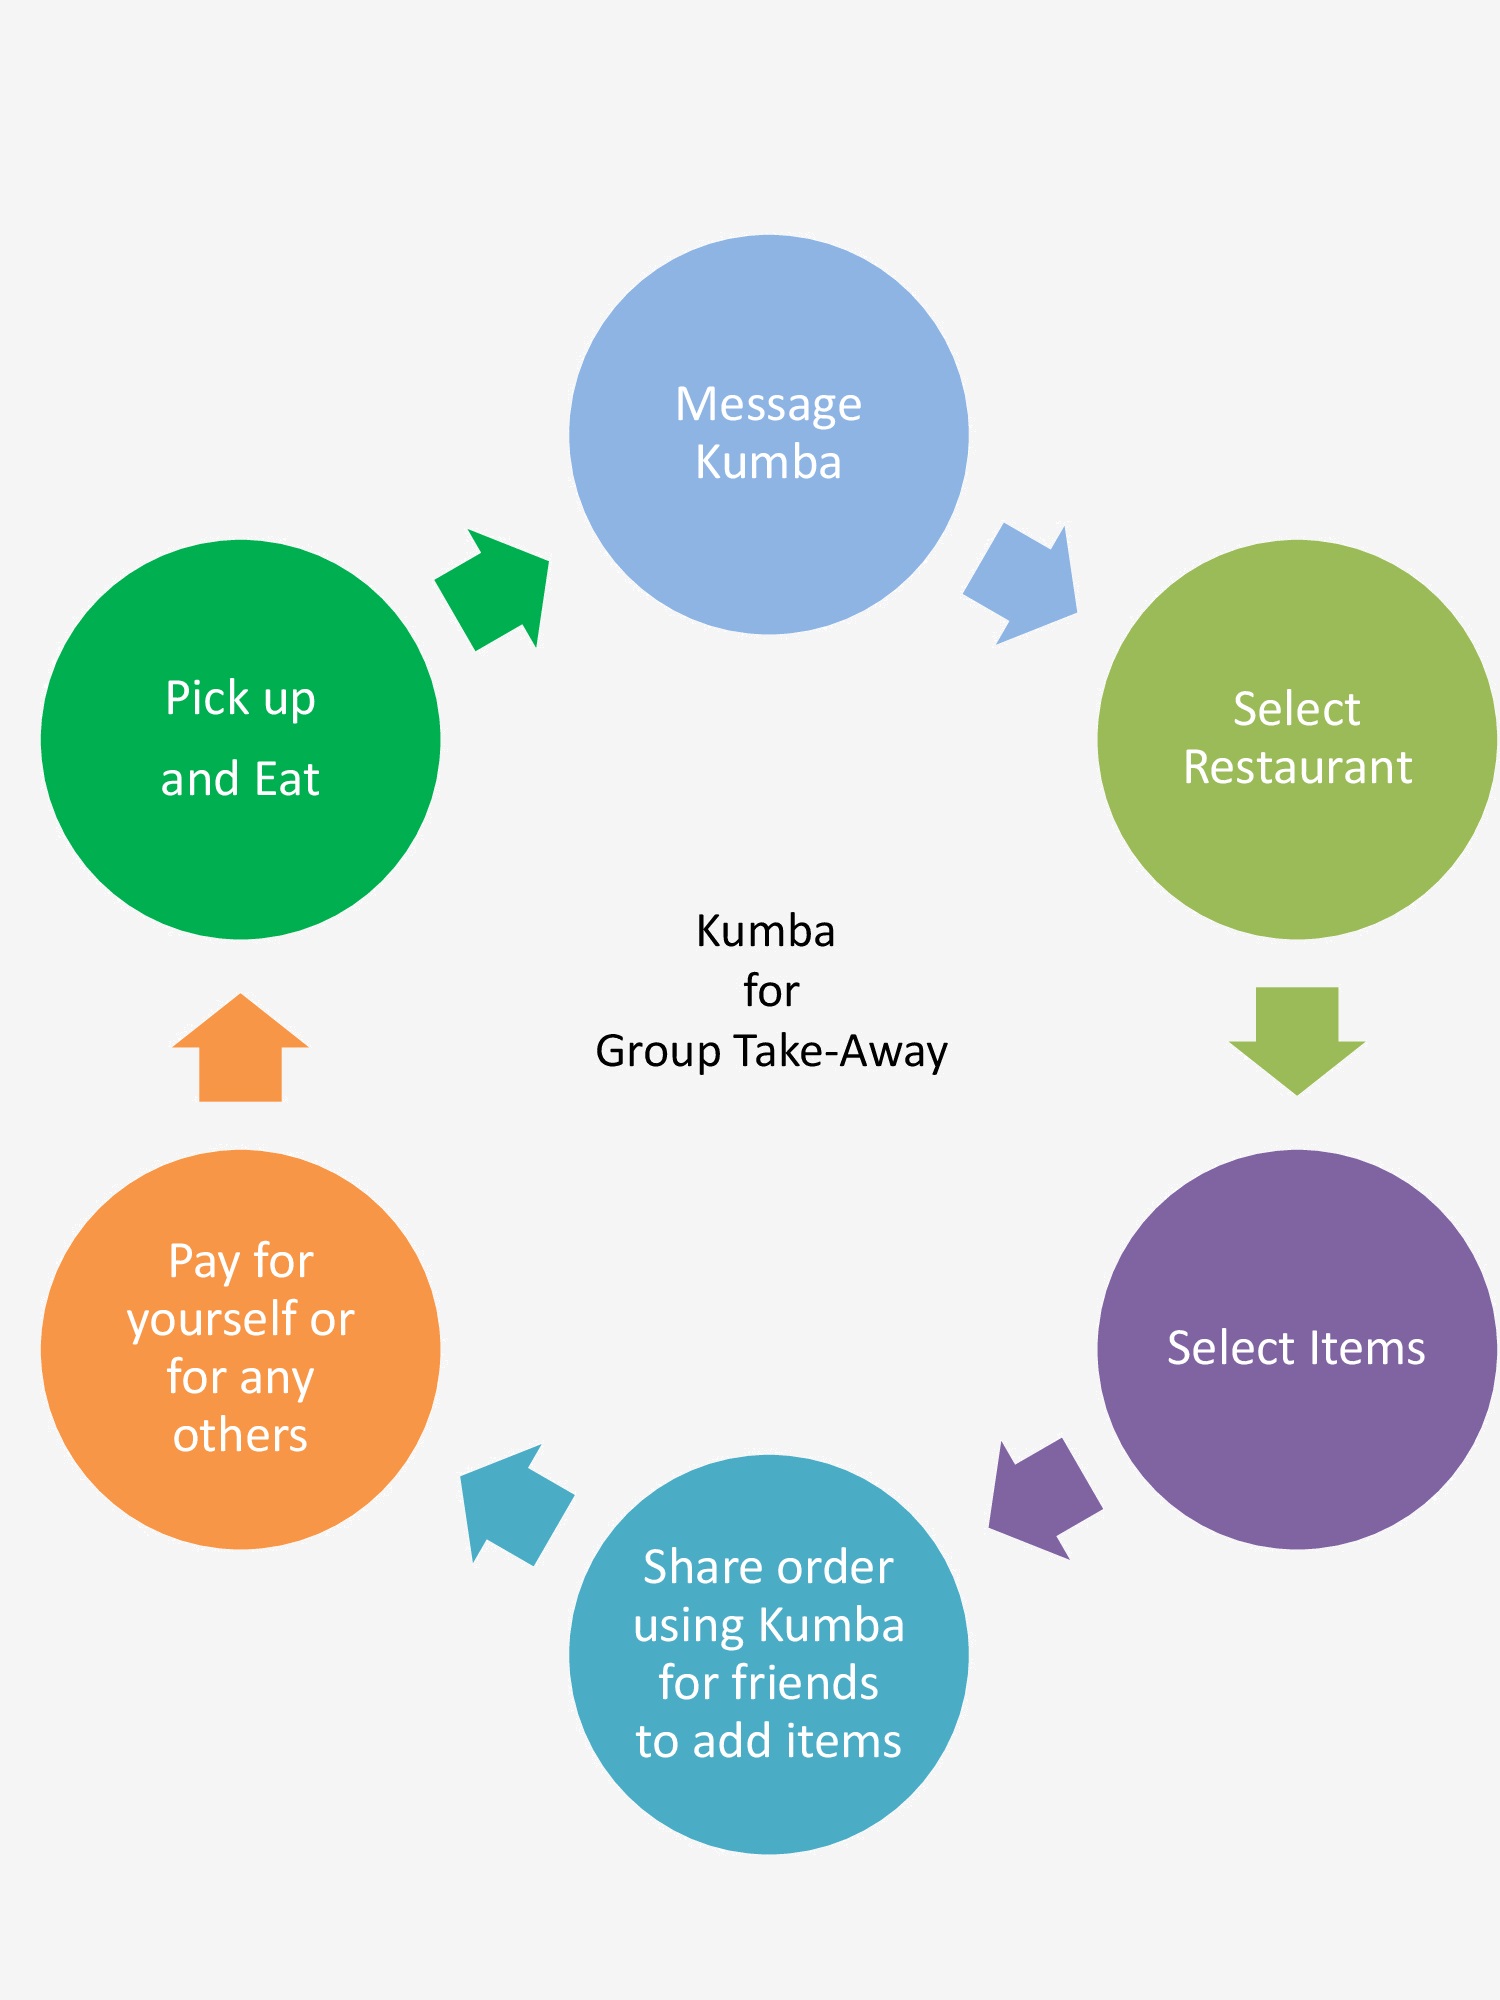 Message
Kumba
Select
Restaurant
Select Items
Share order
using Kumba
for friends
to add items
Pay for
yourself or
for any
others
Pick up
and Eat
Kumba
for
Group Take-Away